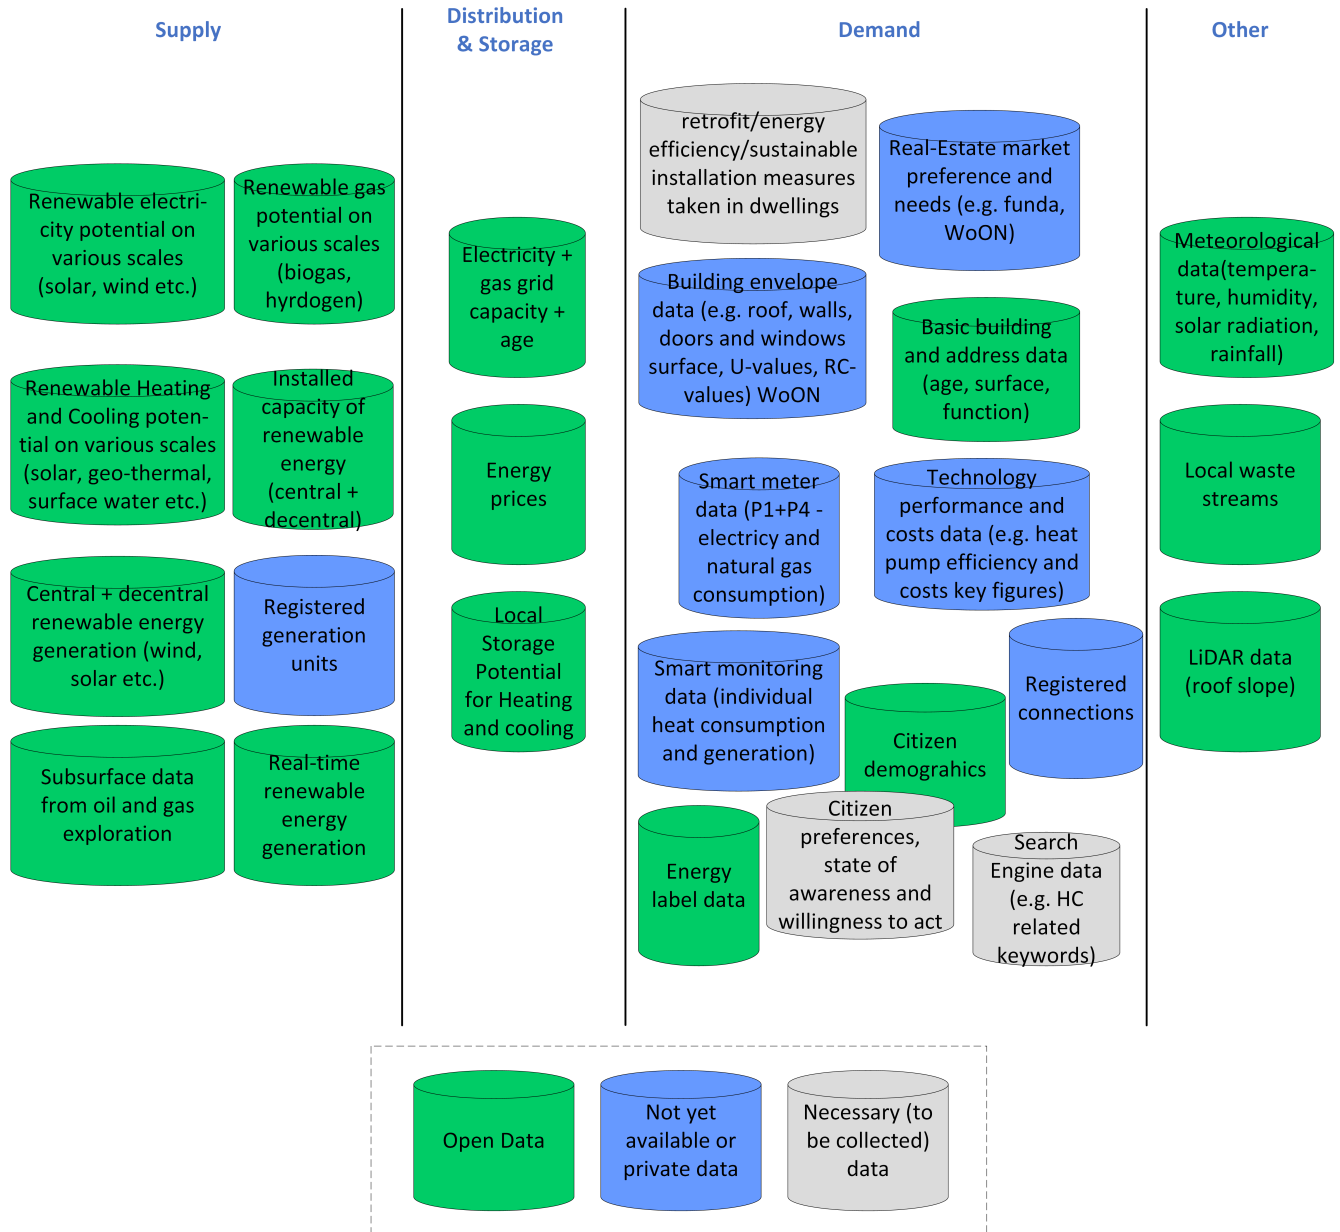 Supply
Distribution
& Storage
Demand
Other
Renewable electri-
city potential on
various scales
(solar, wind etc.)
Renewable gas
potential on
various scales
(biogas,
hyrdogen)
Renewable Heating
and Cooling poten-
tial on various scales
(solar, geo-thermal,
surface water etc.)
Installed
capacity of
renewable
energy
(central +
decentral)
Central + decentral
renewable energy
generation (wind,
solar etc.)
Registered
generation
units
Subsurface data
from oil and gas
exploration
Real-time
renewable
energy
generation
Electricity +
gas grid
capacity +
age
Energy
prices
Local
Storage
Potential
for Heating
and cooling
retrofit/energy
efficiency/sustainable
installation measures
taken in dwellings
Real-Estate market
preference and
needs (e.g. funda,
WoON)
Building envelope
data (e.g. roof, walls,
doors and windows
surface, U-values, RC-
values) WoON
Basic building
and address data
(age, surface,
function)
Smart meter
data (P1+P4 -
electricy and
natural gas
consumption)
Technology
performance and
costs data (e.g. heat
pump efficiency and
costs key figures)
Smart monitoring
data (individual
heat consumption
and generation)
Citizen
demograhics
Registered
connections
Energy
label data
Citizen
preferences,
state of
awareness and
willingness to act
Search
Engine data
(e.g. HC
related
keywords)
Meteorological
data(tempera-
ture, humidity,
solar radiation,
rainfall)
Local waste
streams
LiDAR data
(roof slope)
Open Data
Not yet
available or
private data
Necessary (to
be collected)
data